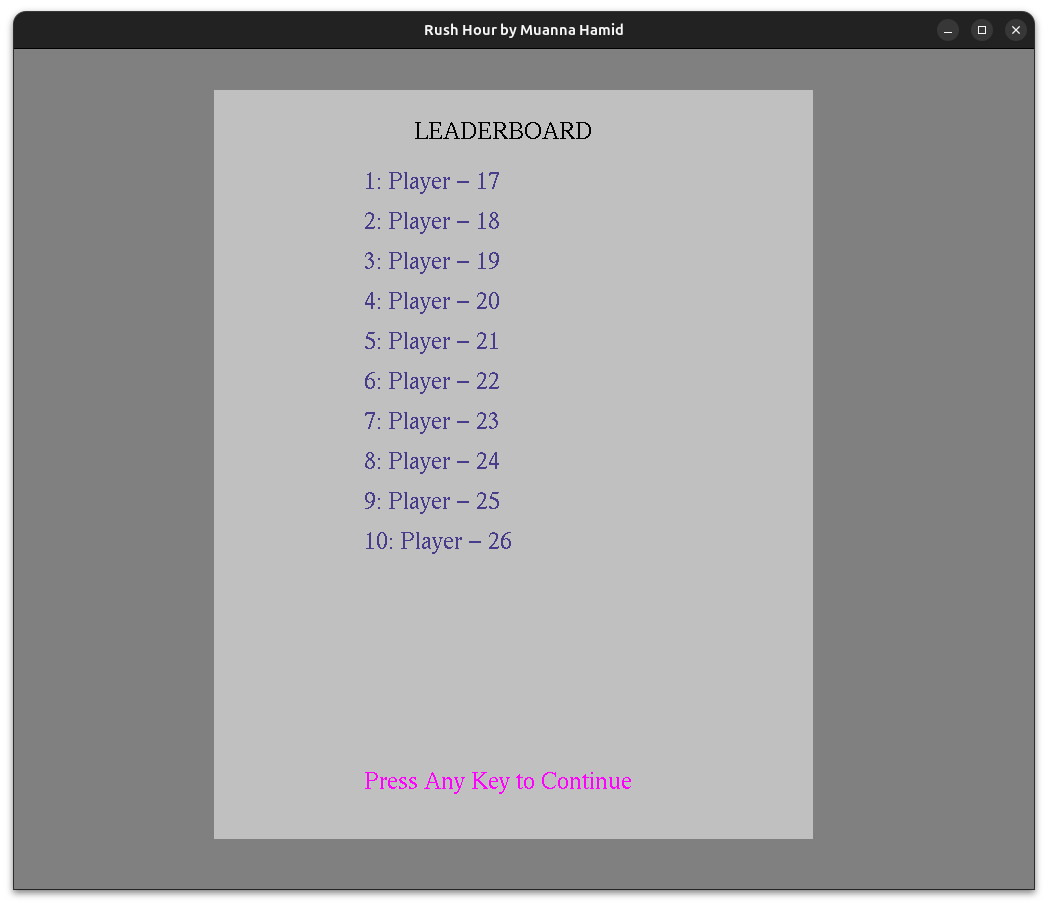 Rush Hour by Muanna Hamid
LEADERBOARD
1: Player – 17
2: Player – 18
3: Player – 19
4: Player – 20
5: Player – 21
6: Player – 22
7: Player – 23
8: Player – 24
9: Player – 25
10: Player – 26
Press Any Key to Continue